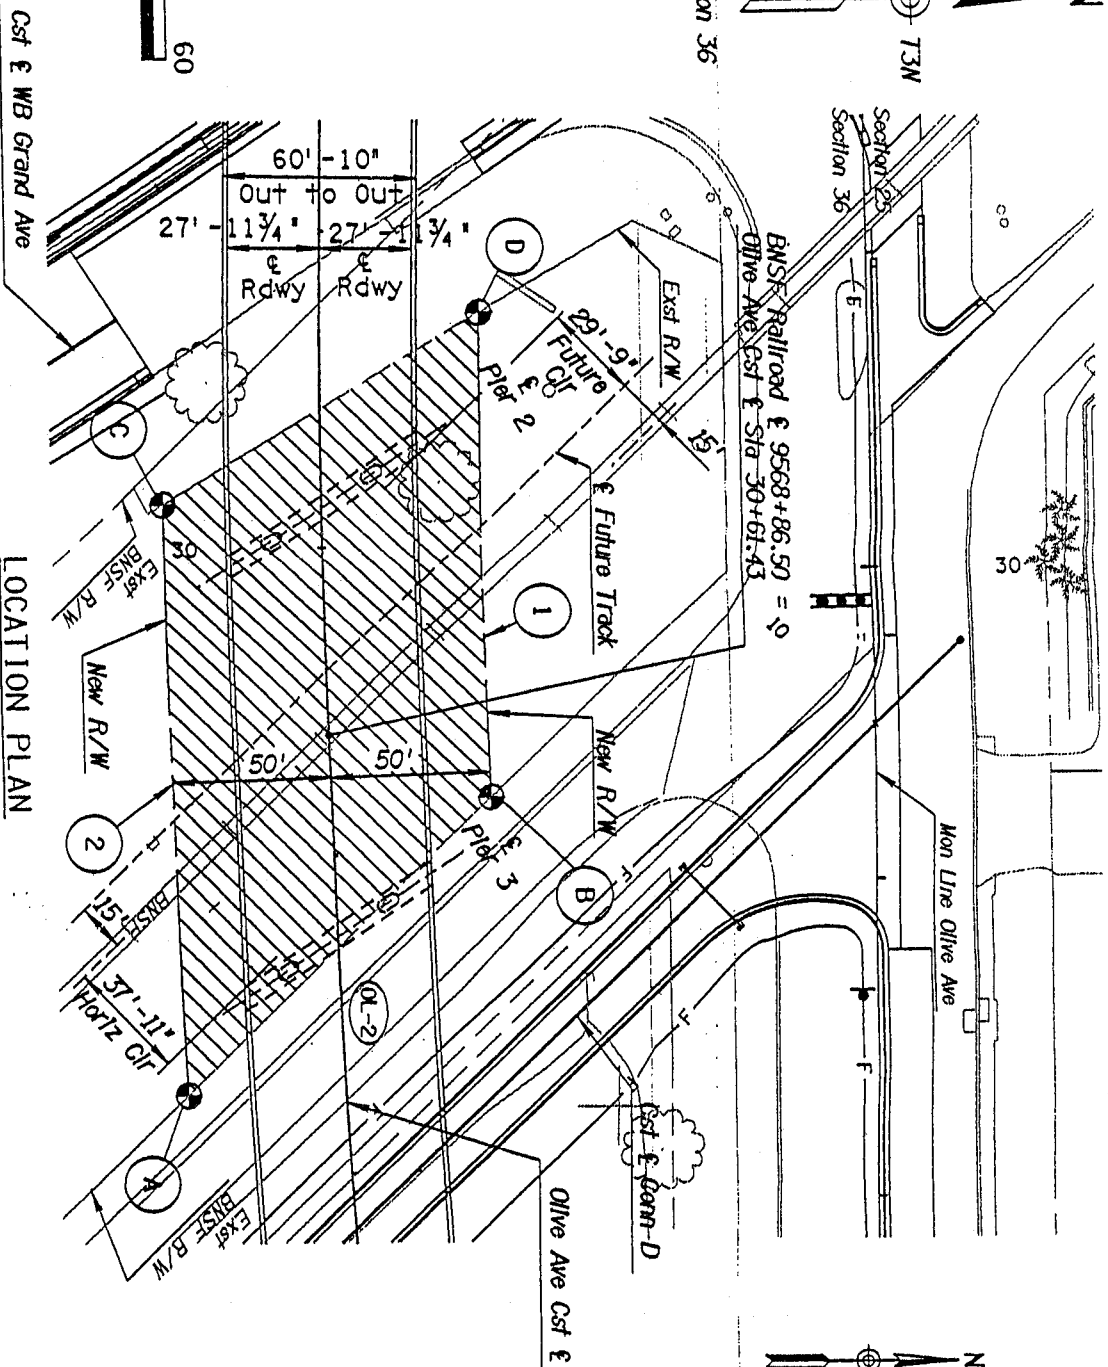 T3N
Section 25
Section 36
on 36
BNSF Railroad ℄ 9568+86.50 =
Olive Ave Cst ℄ Sta 30+61.43
10
60
Cst ℄ WB Grand Ave
60'-10"
Out to Out
27'-11¾"
27'-11¾"
℄
Rdwy
℄
Rdwy
D
Exst R/W
29'-9"
Future
Clr
15'
℄
Pier 2
℄ Future Track
1
C
30
Exst
BNSF R/W
New R/W
New R/W
50'
50'
2
℄
Pier 3
B
BNSF
15'
37'-11"
Horiz Clr
OL-2
A
Exst
BNSF R/W
Mon Line Olive Ave
30
E
F
F
F
Cst ℄ Conn-D
Olive Ave Cst ℄
N
N
LOCATION PLAN